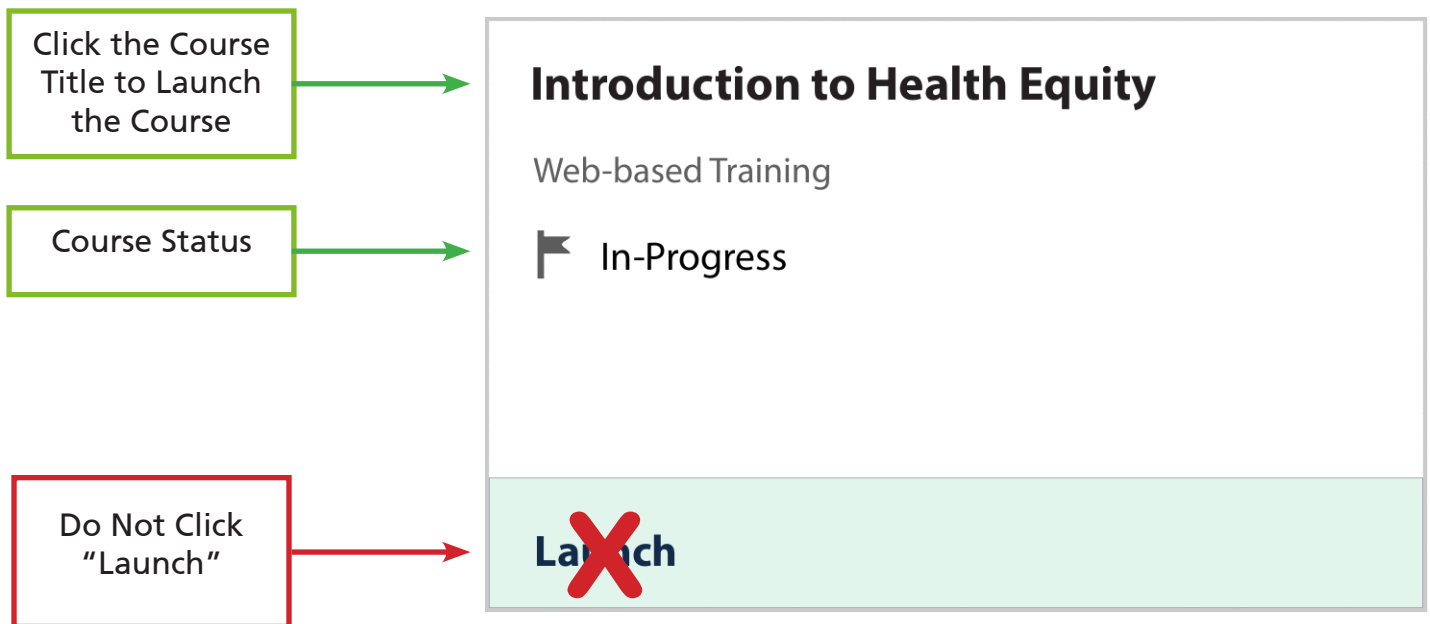 Click the Course
Title to Launch
the Course
Introduction to Health Equity
Web-based Training
Course Status
In-Progress
Do Not Click
“Launch”
Launch